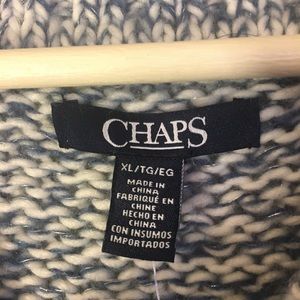 CHAPS
XL/TG/EG
MADE IN
CHINA
FABRIQUÉ EN
CHINE
HECHO EN
CHINA
CON INSUMOS
IMPORTADOS